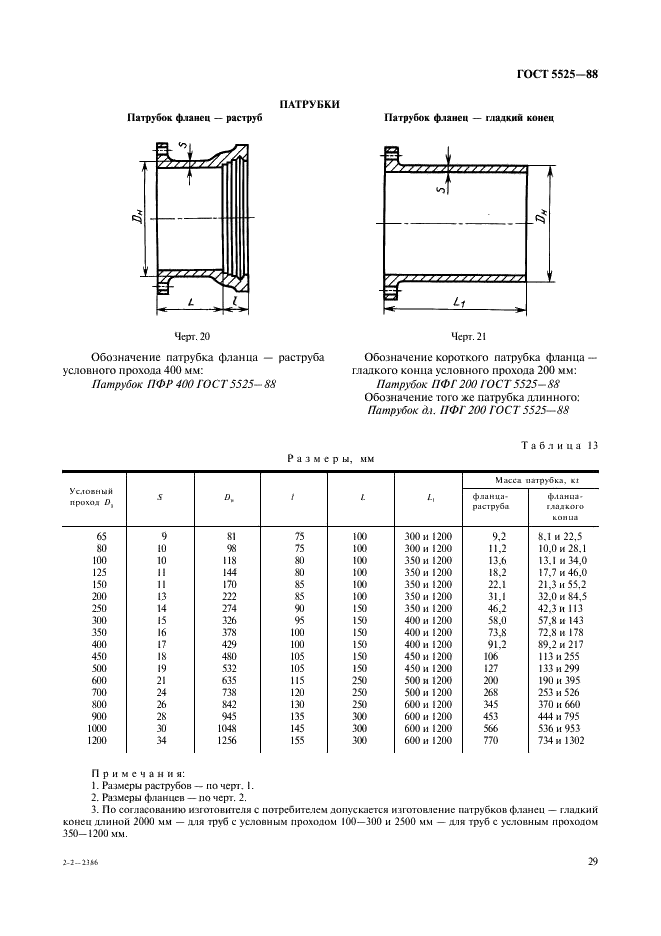 ГОСТ 5525—88
ПАТРУБКИ
Патрубок фланец — раструб
Патрубок фланец — гладкий конец
S
Dн
L
l
S
Dн
L1
Черт. 20
Черт. 21
Обозначение патрубка фланца — раструба
условного прохода 400 мм:
Патрубок ПФР 400 ГОСТ 5525—88
Обозначение короткого патрубка фланца —
гладкого конца условного прохода 200 мм:
Патрубок ПФГ 200 ГОСТ 5525—88
Обозначение того же патрубка длинного:
Патрубок дл. ПФГ 200 ГОСТ 5525—88
Таблица 13
Размеры, мм
Условный проход Dу S Dн l L L1 Масса патрубка, кг
фланца-раструба фланца-гладкого конца
65 9 81 75 100 300 и 1200 9,2 8,1 и 22,5
80 10 98 75 100 300 и 1200 11,2 10,0 и 28,1
100 10 118 80 100 350 и 1200 13,6 13,1 и 34,0
125 11 144 80 100 350 и 1200 18,2 17,7 и 46,0
150 11 170 85 100 350 и 1200 22,1 21,3 и 55,2
200 13 222 85 100 350 и 1200 31,1 32,0 и 84,5
250 14 274 90 150 350 и 1200 46,2 42,3 и 113
300 15 326 95 150 400 и 1200 58,0 57,8 и 143
350 16 378 100 150 400 и 1200 73,8 72,8 и 178
400 17 429 100 150 400 и 1200 91,2 89,2 и 217
450 18 480 105 150 450 и 1200 106 113 и 255
500 19 532 105 150 450 и 1200 127 133 и 299
600 21 635 115 250 500 и 1200 200 190 и 395
700 24 738 120 250 500 и 1200 268 253 и 526
800 26 842 130 250 600 и 1200 345 370 и 660
900 28 945 135 300 600 и 1200 453 444 и 795
1000 30 1048 145 300 600 и 1200 566 536 и 953
1200 34 1256 155 300 600 и 1200 770 734 и 1302
Примечания:
1. Размеры раструбов — по черт. 1.
2. Размеры фланцев — по черт. 2.
3. По согласованию изготовителя с потребителем допускается изготовление патрубков фланец — гладкий
конец длиной 2000 мм — для труб с условным проходом 100—300 и 2500 мм — для труб с условным проходом
350—1200 мм.
2-2—2386
29